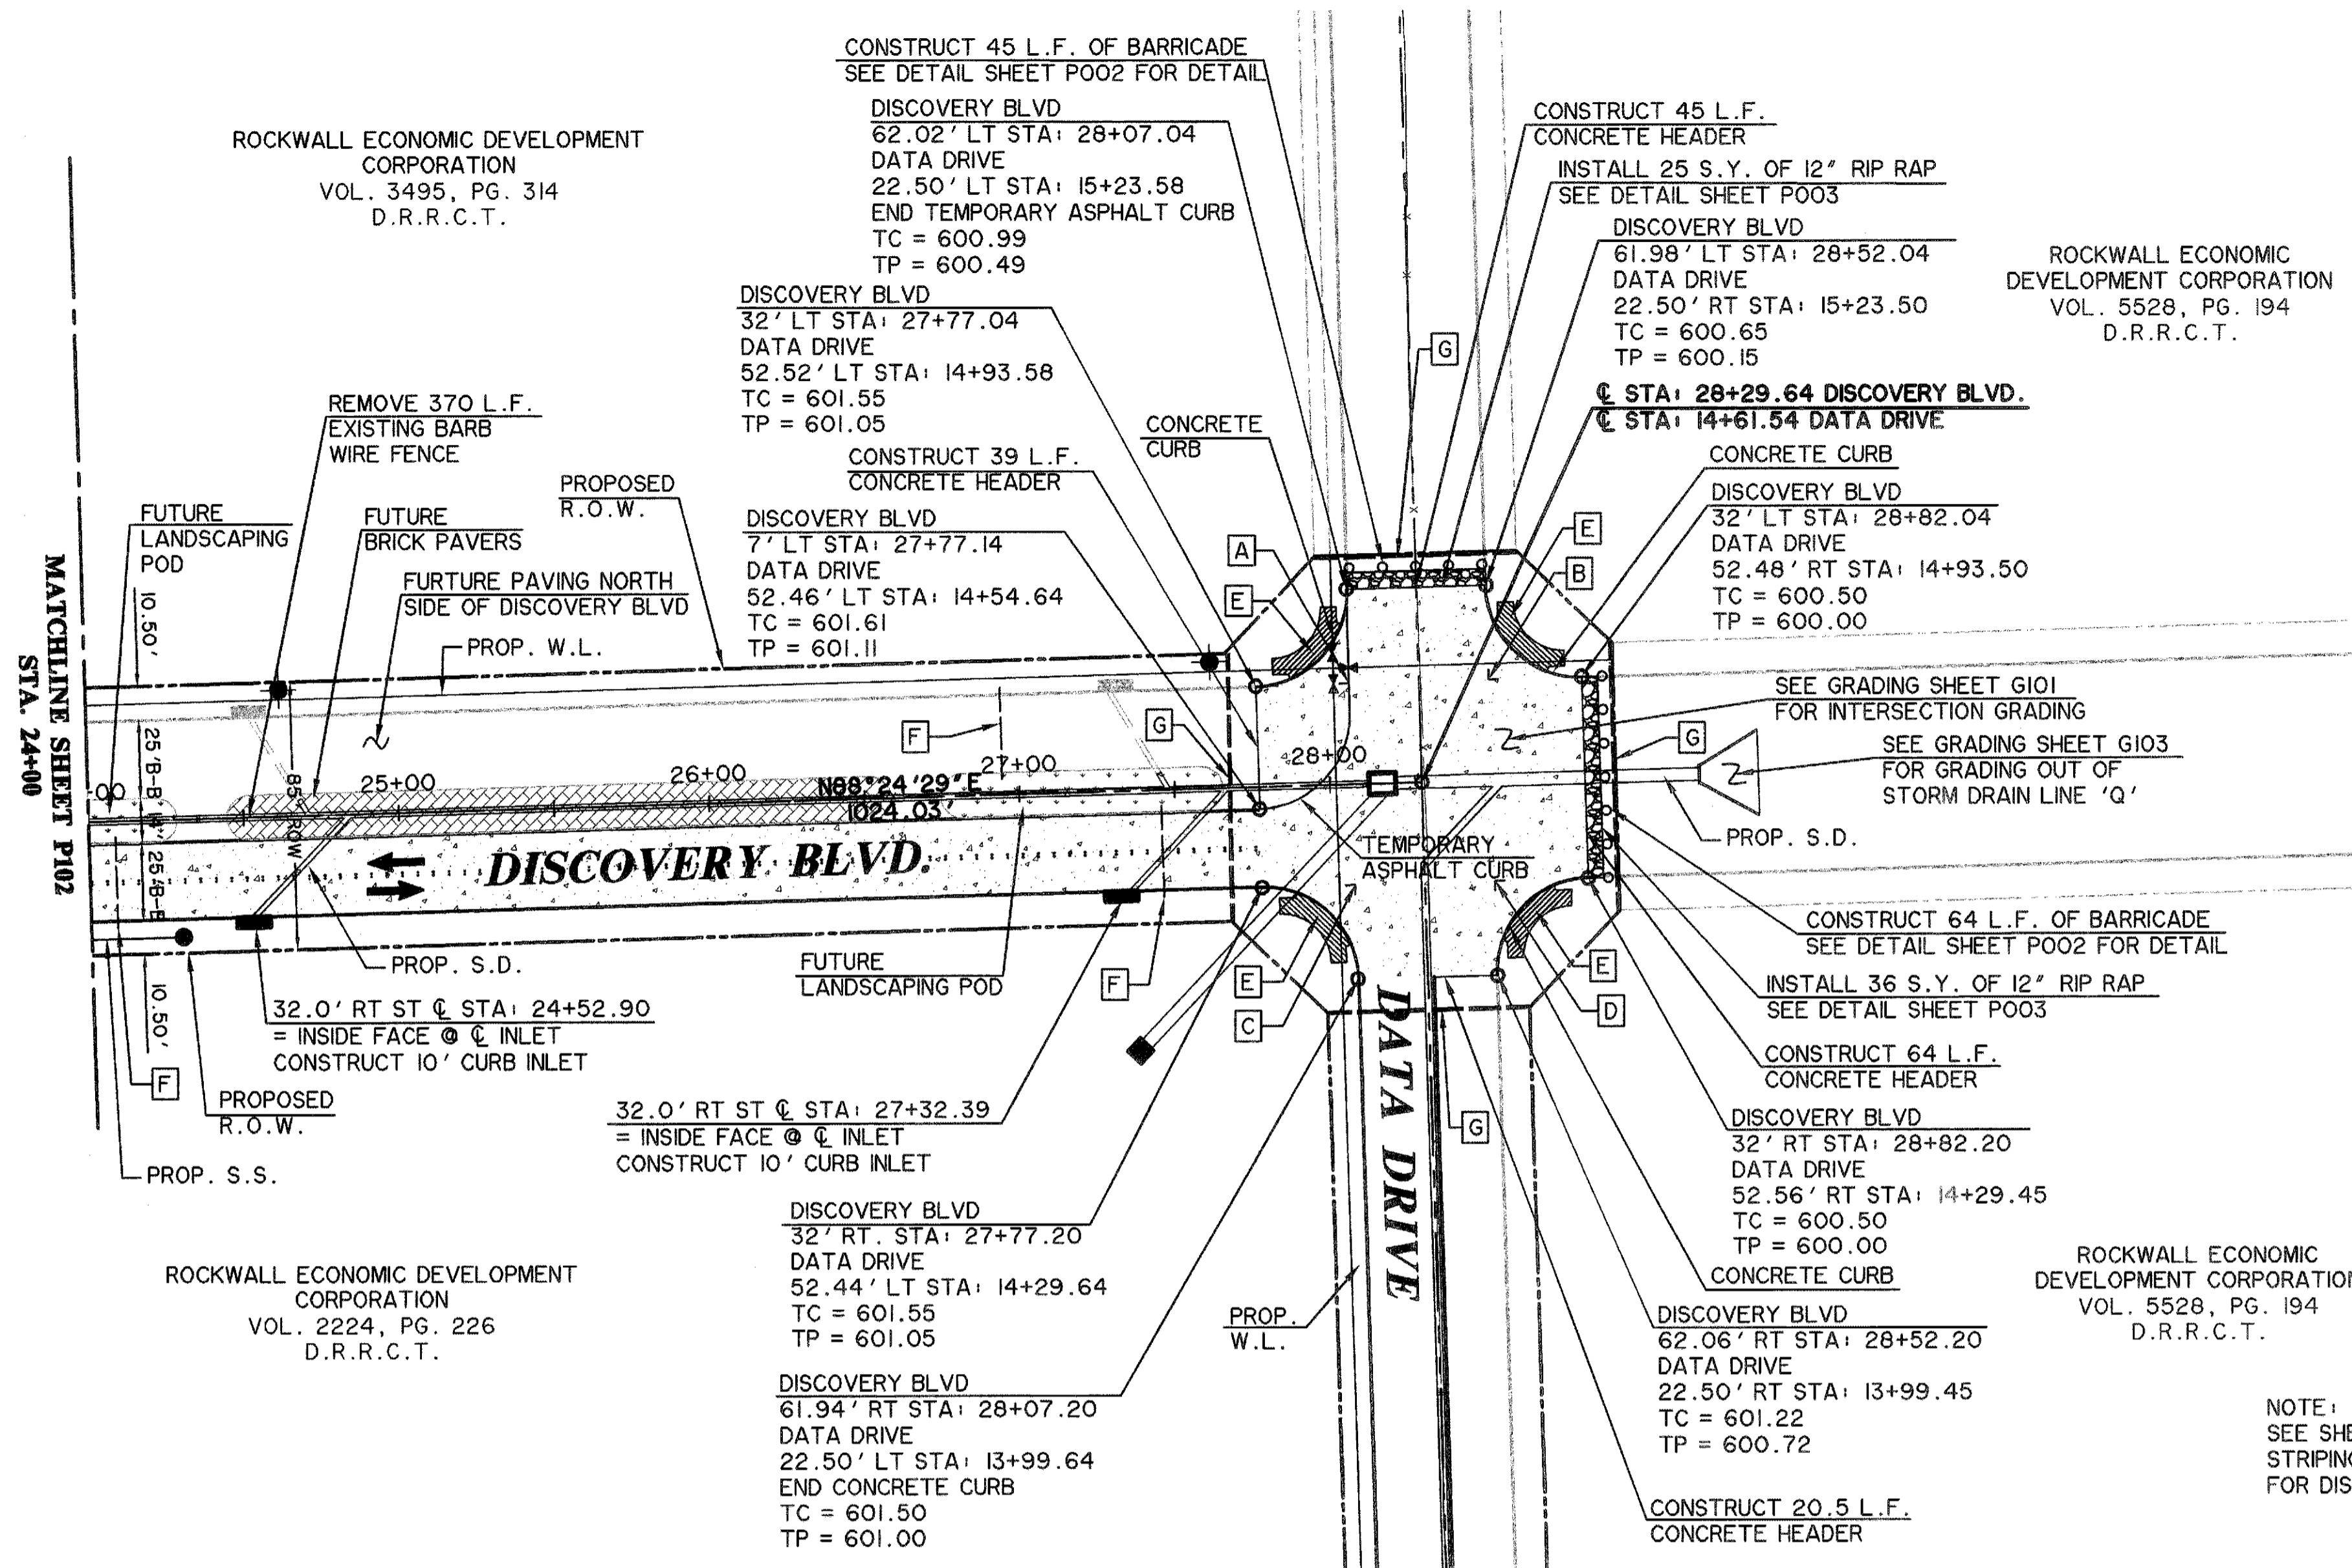 CONSTRUCT 45 L.F. OF BARRICADE
SEE DETAIL SHEET P002 FOR DETAIL
DISCOVERY BLVD
62.02' LT STA: 28+07.04
DATA DRIVE
22.50' LT STA: 15+23.58
END TEMPORARY ASPHALT CURB
TC = 600.99
TP = 600.49
ROCKWALL ECONOMIC DEVELOPMENT
CORPORATION
VOL. 3495, PG. 314
D.R.R.C.T.
CONSTRUCT 45 L.F.
CONCRETE HEADER
INSTALL 25 S.Y. OF 12" RIP RAP
SEE DETAIL SHEET P003
DISCOVERY BLVD
61.98' LT STA: 28+52.04
DATA DRIVE
22.50' RT STA: 15+23.50
TC = 600.65
TP = 600.15
ROCKWALL ECONOMIC
DEVELOPMENT CORPORATION
VOL. 5528, PG. 194
D.R.R.C.T.
DISCOVERY BLVD
32' LT STA: 27+77.04
DATA DRIVE
52.52' LT STA: 14+93.58
TC = 601.55
TP = 601.05
G
℄ STA: 28+29.64 DISCOVERY BLVD.
℄ STA: 14+61.54 DATA DRIVE
REMOVE 370 L.F.
EXISTING BARB
WIRE FENCE
CONCRETE
CURB
CONSTRUCT 39 L.F.
CONCRETE HEADER
CONCRETE CURB
PROPOSED
R.O.W.
DISCOVERY BLVD
32' LT STA: 28+82.04
DATA DRIVE
52.48' RT STA: 14+93.50
TC = 600.50
TP = 600.00
FUTURE
LANDSCAPING
POD
FUTURE
BRICK PAVERS
DISCOVERY BLVD
7' LT STA: 27+77.14
DATA DRIVE
52.46' LT STA: 14+54.64
TC = 601.61
TP = 601.11
A
E
E
B
FURTURE PAVING NORTH
SIDE OF DISCOVERY BLVD
10.50'
PROP. W.L.
MATCHLINE SHEET P102
STA. 24+00
SEE GRADING SHEET G101
FOR INTERSECTION GRADING
F
G
G
SEE GRADING SHEET G103
FOR GRADING OUT OF
STORM DRAIN LINE 'Q'
25'B-B
14'
25'B-B
85' ROW
00
25+00
26+00
27+00
28+00
N88°24'29"E
1024.03'
PROP. S.D.
TEMPORARY
ASPHALT CURB
DISCOVERY BLVD.
CONSTRUCT 64 L.F. OF BARRICADE
SEE DETAIL SHEET P002 FOR DETAIL
PROP. S.D.
FUTURE
LANDSCAPING POD
F
E
C
E
D
INSTALL 36 S.Y. OF 12" RIP RAP
SEE DETAIL SHEET P003
32.0' RT ST ℄ STA: 24+52.90
= INSIDE FACE @ ℄ INLET
CONSTRUCT 10' CURB INLET
10.50'
CONSTRUCT 64 L.F.
CONCRETE HEADER
F
PROPOSED
R.O.W.
PROP. S.S.
32.0' RT ST ℄ STA: 27+32.39
= INSIDE FACE @ ℄ INLET
CONSTRUCT 10' CURB INLET
DATA DRIVE
G
DISCOVERY BLVD
32' RT STA: 28+82.20
DATA DRIVE
52.56' RT STA: 14+29.45
TC = 600.50
TP = 600.00
CONCRETE CURB
DISCOVERY BLVD
32' RT. STA: 27+77.20
DATA DRIVE
52.44' LT STA: 14+29.64
TC = 601.55
TP = 601.05
ROCKWALL ECONOMIC DEVELOPMENT
CORPORATION
VOL. 2224, PG. 226
D.R.R.C.T.
ROCKWALL ECONOMIC
DEVELOPMENT CORPORATION
VOL. 5528, PG. 194
D.R.R.C.T.
PROP.
W.L.
DISCOVERY BLVD
62.06' RT STA: 28+52.20
DATA DRIVE
22.50' RT STA: 13+99.45
TC = 601.22
TP = 600.72
DISCOVERY BLVD
61.94' RT STA: 28+07.20
DATA DRIVE
22.50' LT STA: 13+99.64
END CONCRETE CURB
TC = 601.50
TP = 601.00
CONSTRUCT 20.5 L.F.
CONCRETE HEADER
NOTE:
SEE SHE
STRIPING
FOR DIS